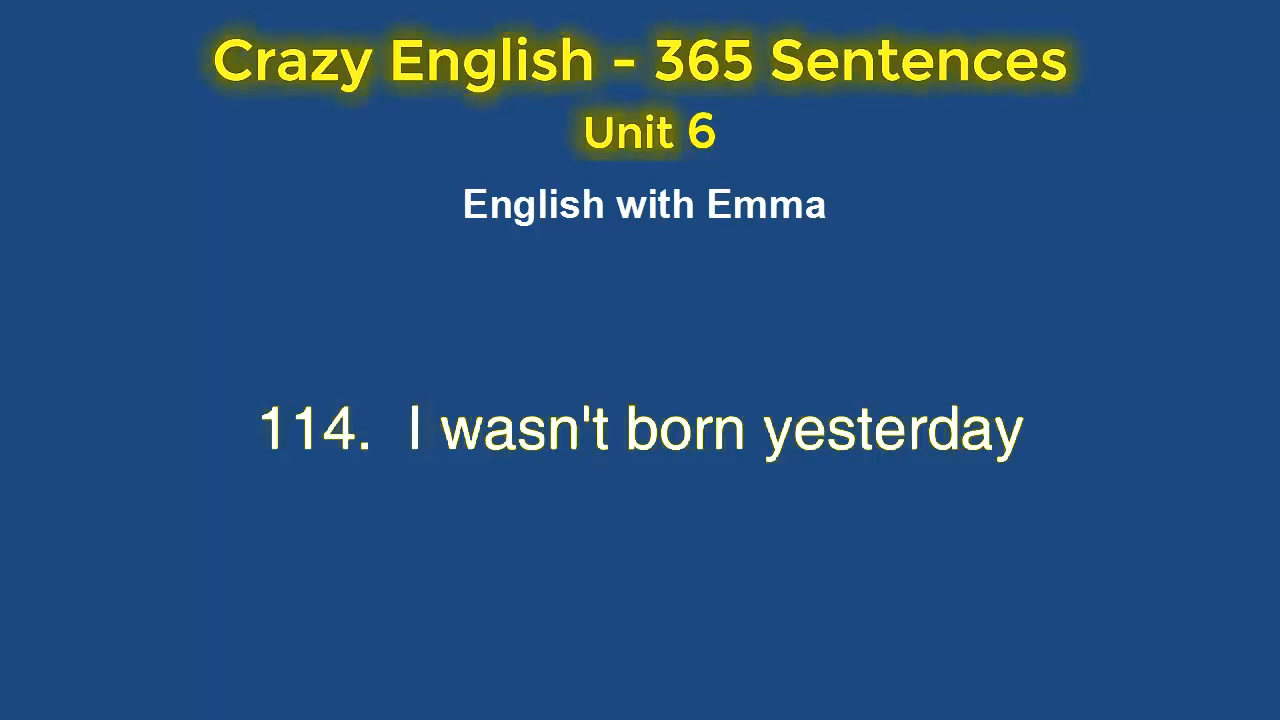 Crazy English - 365 Sentences
Unit 6
English with Emma
114. I wasn't born yesterday